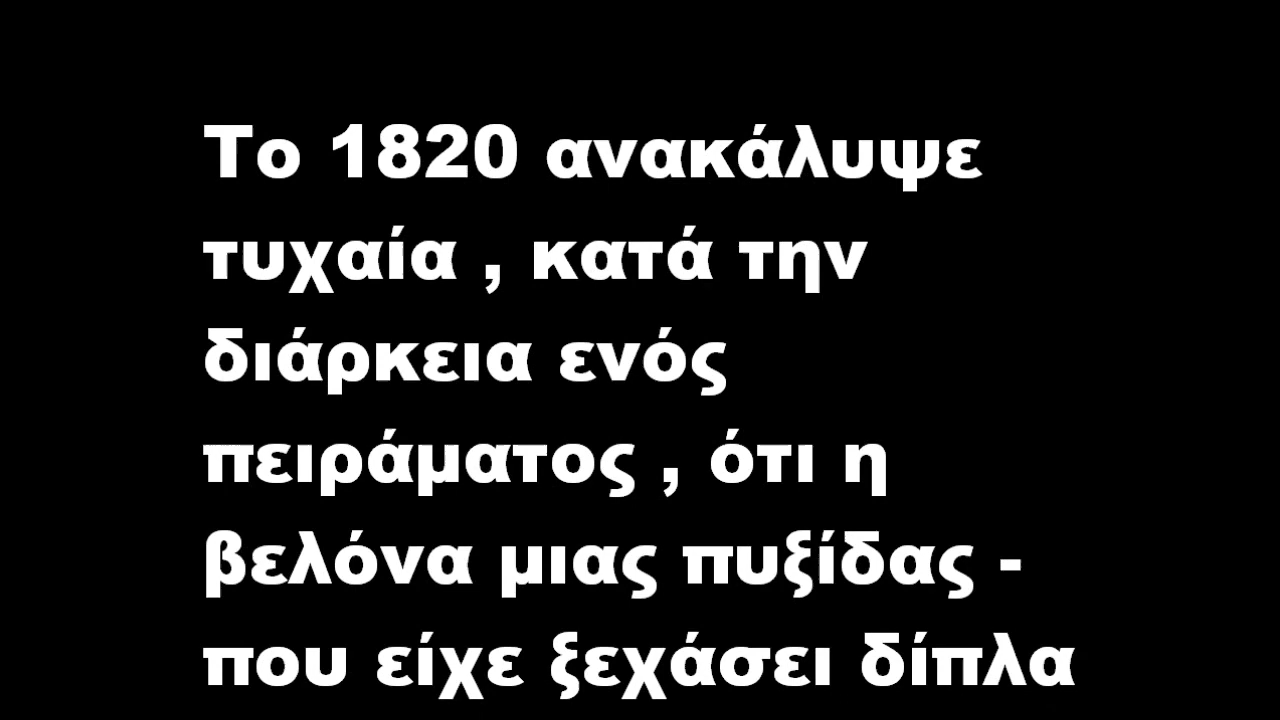 Το 1820 ανακάλυψε
τυχαία , κατά την
διάρκεια ενός
πειράματος , ότι η
βελόνα μιας πυξίδας -
που είχε ξεχάσει δίπλα